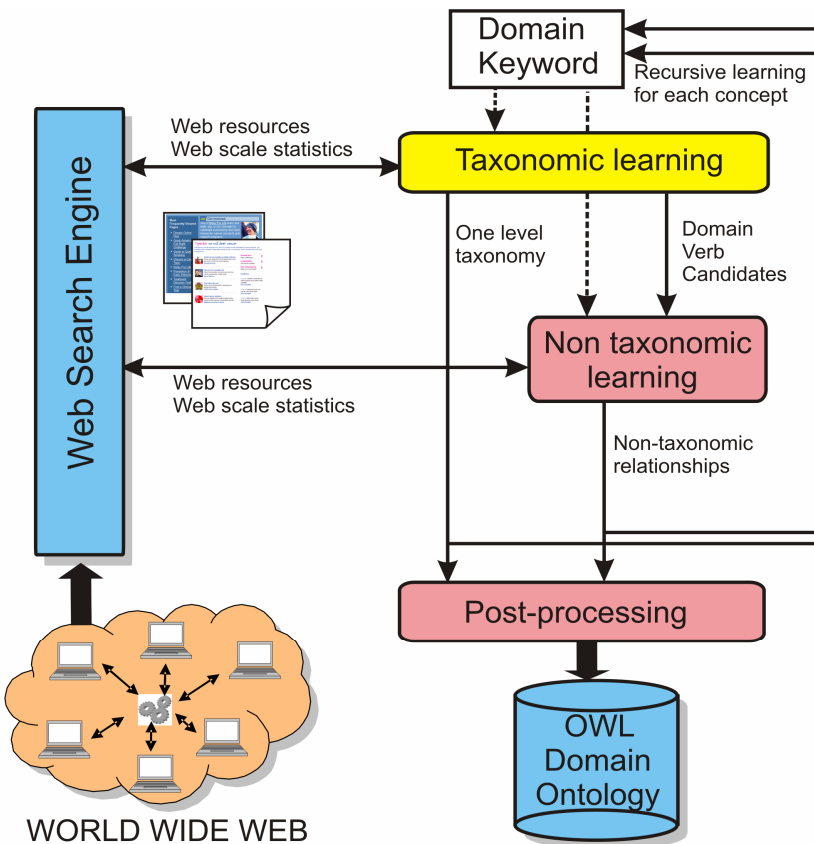 Domain
Keyword
Recursive learning
for each concept
Web resources
Web scale statistics
Taxonomic learning
Web Search Engine
One level
taxonomy
Domain
Verb
Candidates
Non taxonomic
learning
Web resources
Web scale statistics
Non-taxonomic
relationships
Post-processing
OWL
Domain
Ontology
WORLD WIDE WEB